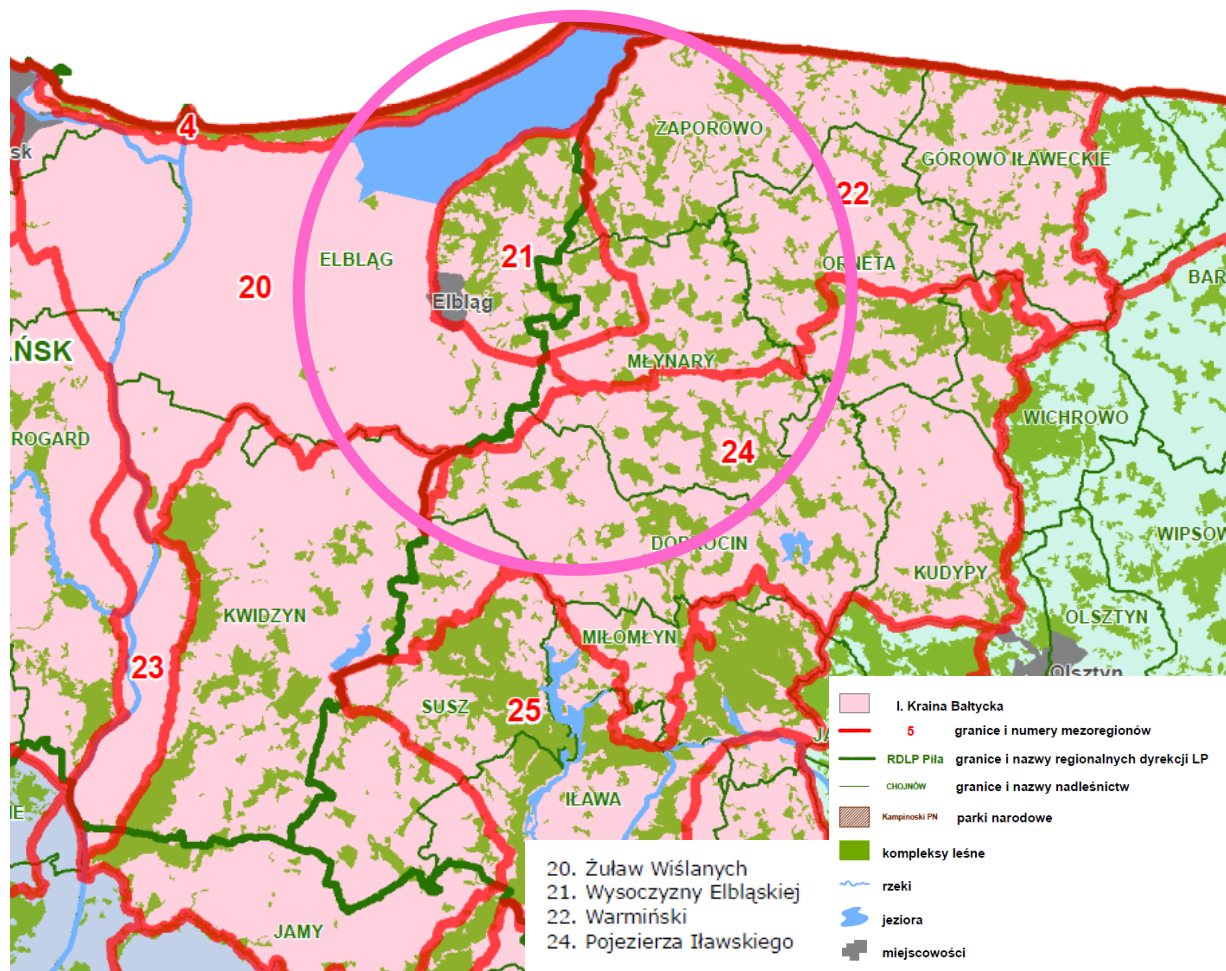 4
sk
ZAPOROWO
GÓROWO IŁAWECKIE
22
ELBLĄG
21
ORNETA
BAR
20
Elbląg
AŃSK
MŁYNARY
ROGARD
WICHROWO
24
DOBROCIN
WIPSOW
KUDYPY
KWIDZYN
OLSZTYN
MIŁOMŁYN
23
Olsztyn
SUSZ
25
IŁAWA
IE
JAMY
I. Kraina Bałtycka
5 granice i numery mezoregionów
RDLP Piła granice i nazwy regionalnych dyrekcji LP
CHOJNÓW granice i nazwy nadleśnictw
Kampinoski PN parki narodowe
kompleksy leśne
rzeki
jeziora
miejscowości
20. Żuław Wiślanych
21. Wysoczyzny Elbląskiej
22. Warmiński
24. Pojezierza Iławskiego